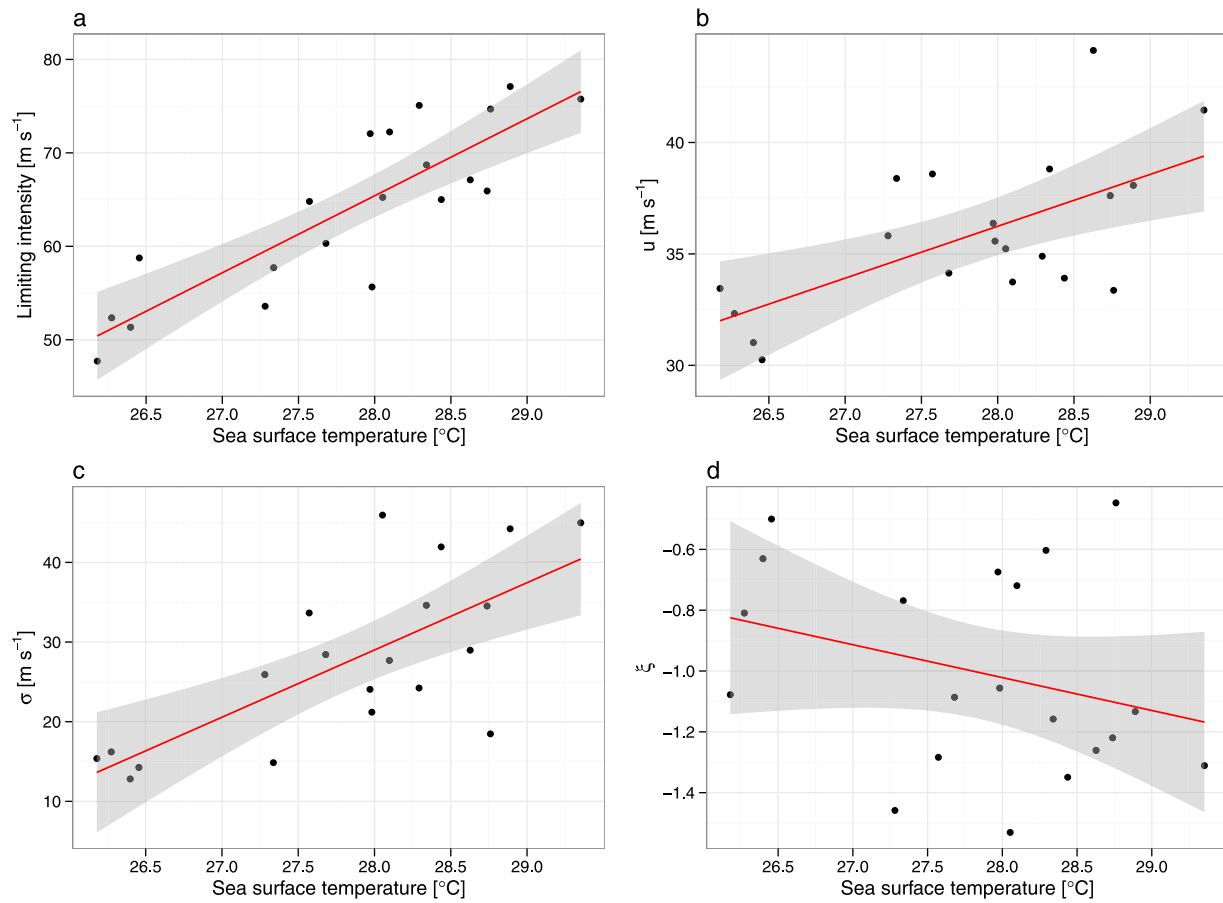 a
80
70
60
50
Limiting intensity [m s⁻¹]
26.5 27.0 27.5 28.0 28.5 29.0
Sea surface temperature [°C]
b
40
35
30
u [m s⁻¹]
26.5 27.0 27.5 28.0 28.5 29.0
Sea surface temperature [°C]
c
40
30
20
10
σ [m s⁻¹]
26.5 27.0 27.5 28.0 28.5 29.0
Sea surface temperature [°C]
d
−0.6
−0.8
−1.0
−1.2
−1.4
ξ
26.5 27.0 27.5 28.0 28.5 29.0
Sea surface temperature [°C]